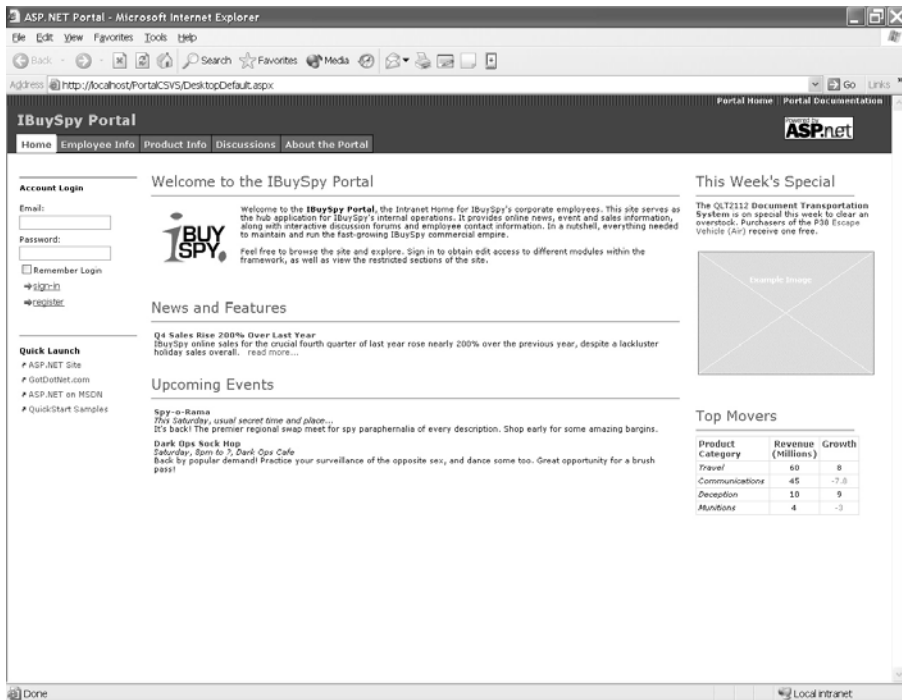 ASP.NET Portal - Microsoft Internet Explorer
File Edit View Favorites Tools Help
Back Search Favorites Media
Address http://localhost/PortalCSVS/DesktopDefault.aspx Go Links
Portal Home Portal Documentation
IBuySpy Portal
Powered by
ASP.net
Home Employee Info Product Info Discussions About the Portal
Account Login
Email:
Password:
Remember Login
sign-in
register
Quick Launch
ASP.NET Site
GotDotNet.com
ASP.NET on MSDN
QuickStart Samples
Welcome to the IBuySpy Portal
iBUY
SPY.
Welcome to the IBuySpy Portal, the Intranet Home for IBuySpy's corporate employees. This site serves as
the hub application for IBuySpy's internal operations. It provides online news, event and sales information,
along with interactive discussion forums and employee contact information. In a nutshell, everything needed
to maintain and run the fast-growing IBuySpy commercial empire.
Feel free to browse the site and explore. Sign in to obtain edit access to different modules within the
framework, as well as view the restricted sections of the site.
News and Features
Q4 Sales Rise 200% Over Last Year
IBuySpy online sales for the crucial fourth quarter of last year rose nearly 200% over the previous year, despite a lackluster
holiday sales overall. read more...
Upcoming Events
Spy-o-Rama
This Saturday, usual secret time and place...
It's back! The premier regional swap meet for spy paraphernalia of every description. Shop early for some amazing bargins.
Dark Ops Sock Hop
Saturday, 8pm to ?, Dark Ops Cafe
Back by popular demand! Practice your surveillance of the opposite sex, and dance some too. Great opportunity for a brush
pass!
This Week's Special
The QLT2112 Document Transportation
System is on special this week to clear an
overstock. Purchasers of the P38 Escape
Vehicle (Air) receive one free.
Example Image
Top Movers
Product Revenue Growth
Category (Millions)
Travel 60 8
Communications 45 -7.8
Deception 10 9
Munitions 4 -3
Done Local intranet